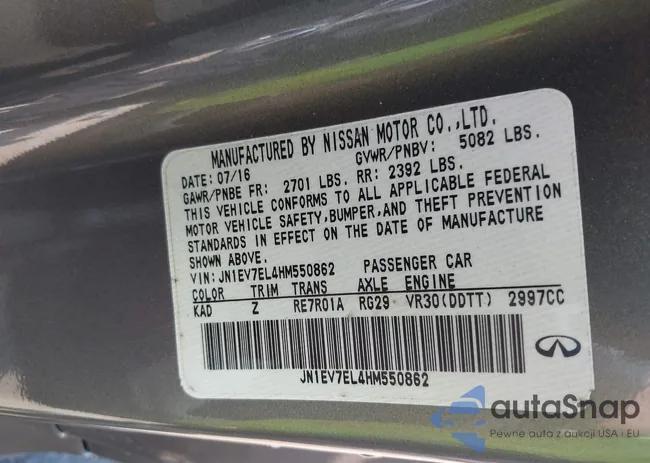 MANUFACTURED BY NISSAN MOTOR CO.,LTD.
DATE: 07/16 GVWR/PNBV: 5082 LBS.
GAWR/PNBE FR: 2701 LBS. RR: 2392 LBS.
THIS VEHICLE CONFORMS TO ALL APPLICABLE FEDERAL
MOTOR VEHICLE SAFETY,BUMPER,AND THEFT PREVENTION
STANDARDS IN EFFECT ON THE DATE OF MANUFACTURE
SHOWN ABOVE.
VIN: JN1EV7EL4HM550862 PASSENGER CAR
COLOR TRIM TRANS AXLE ENGINE
KAD Z RE7R01A RG29 VR30(DDTT) 2997CC
JN1EV7EL4HM550862
autaSnap
Pewne auta z aukcji USA i EU